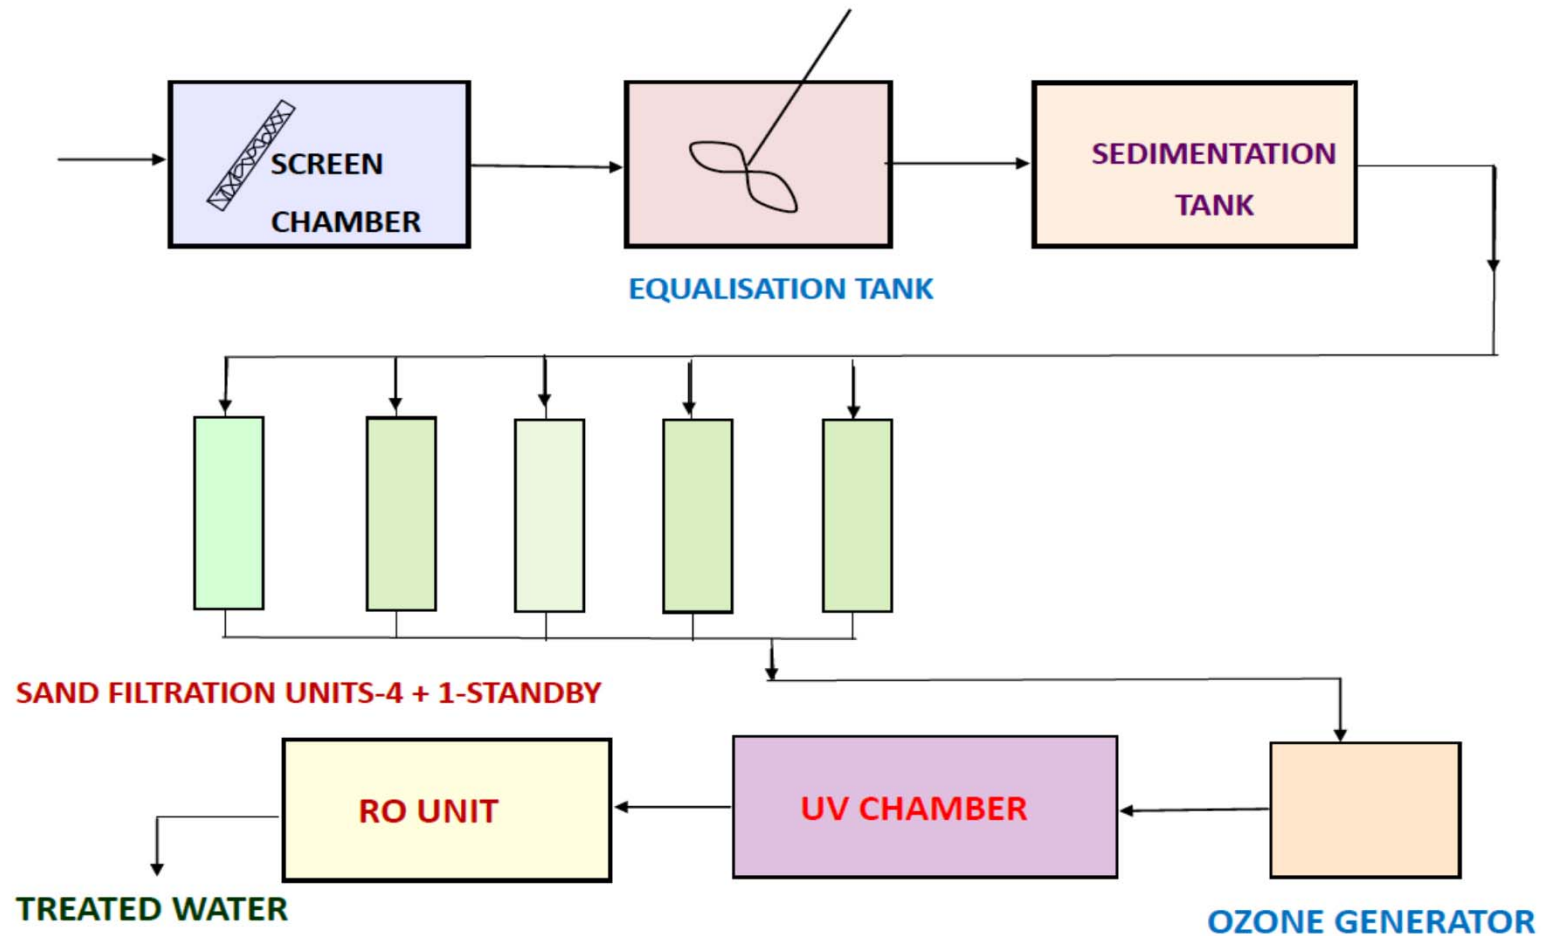 SCREEN
CHAMBER
SEDIMENTATION
TANK
EQUALISATION TANK
SAND FILTRATION UNITS-4 + 1-STANDBY
RO UNIT
UV CHAMBER
TREATED WATER
OZONE GENERATOR